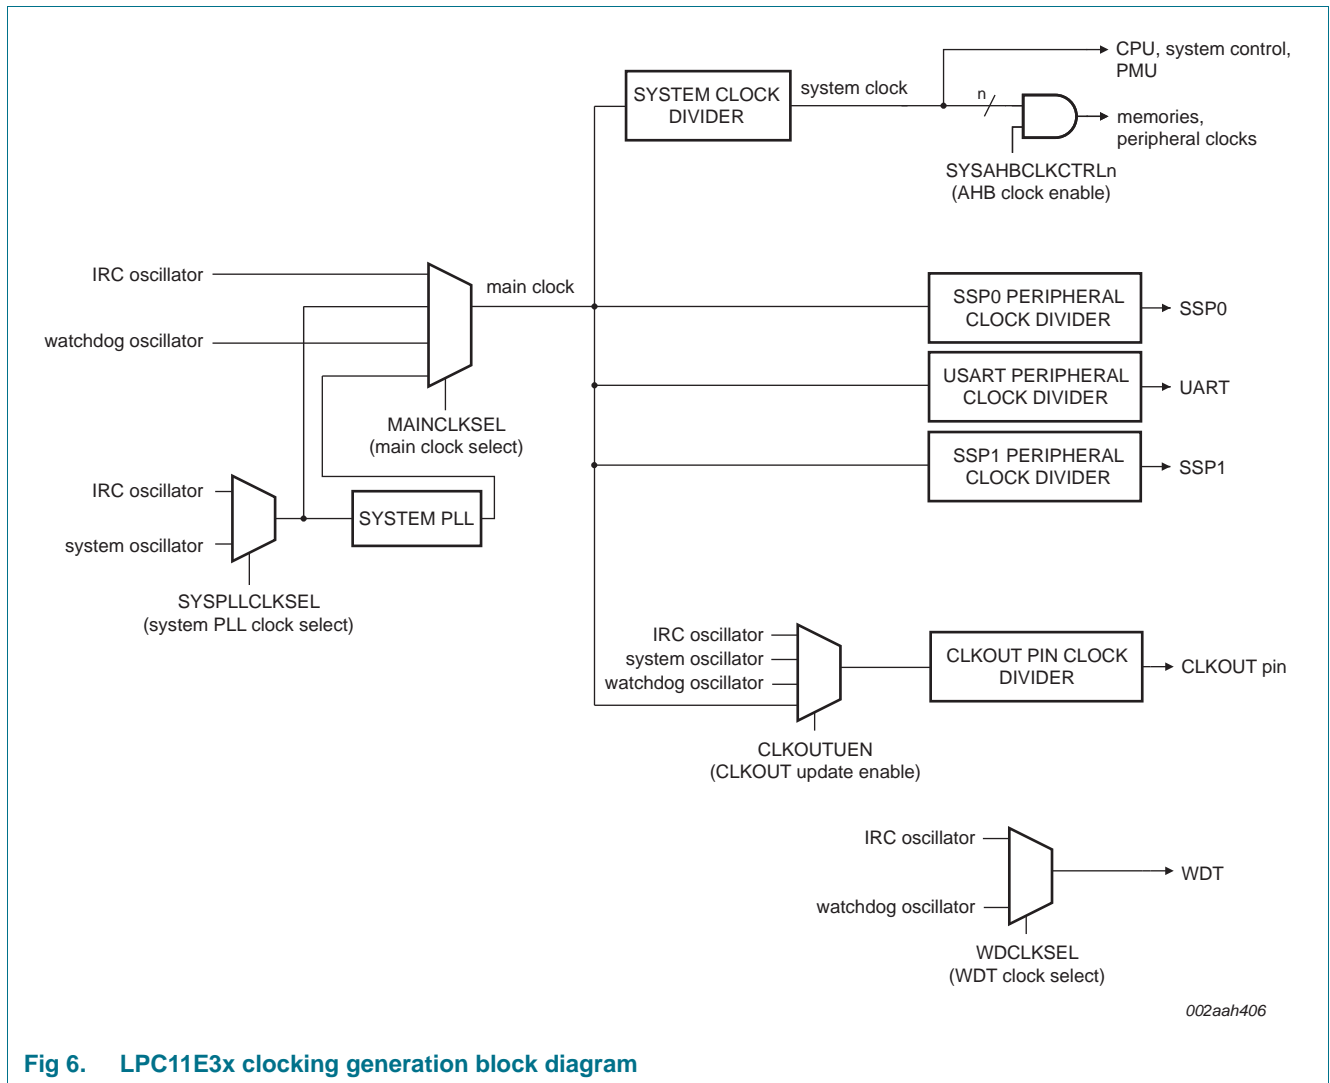 CPU, system control,
PMU
SYSTEM CLOCK
DIVIDER
system clock
n
memories,
peripheral clocks
SYSAHBCLKCTRLn
(AHB clock enable)
IRC oscillator
watchdog oscillator
main clock
MAINCLKSEL
(main clock select)
SSP0 PERIPHERAL
CLOCK DIVIDER
SSP0
USART PERIPHERAL
CLOCK DIVIDER
UART
SSP1 PERIPHERAL
CLOCK DIVIDER
SSP1
IRC oscillator
system oscillator
SYSTEM PLL
SYSPLLCLKSEL
(system PLL clock select)
IRC oscillator
system oscillator
watchdog oscillator
CLKOUT PIN CLOCK
DIVIDER
CLKOUT pin
CLKOUTUEN
(CLKOUT update enable)
IRC oscillator
watchdog oscillator
WDT
WDCLKSEL
(WDT clock select)
002aah406
Fig 6. LPC11E3x clocking generation block diagram